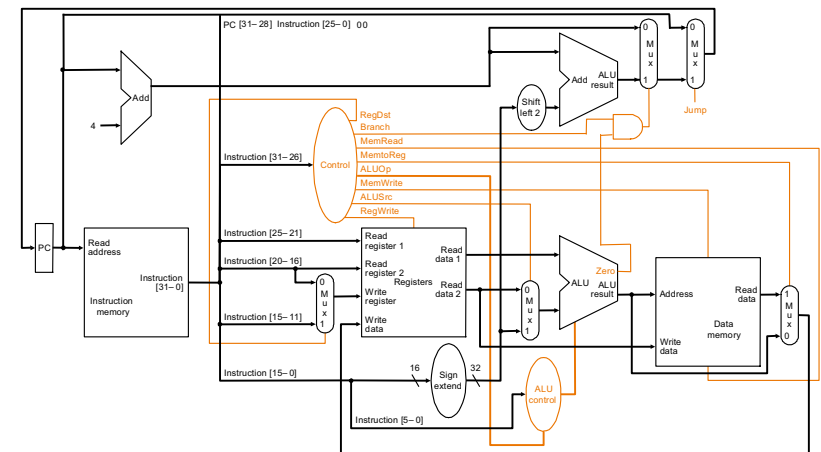 PC [31–28] Instruction [25–0] 00
0
M
u
x
1
0
M
u
x
1
Add
ALU
result
Add
4
Shift
left 2
Jump
RegDst
Branch
MemRead
MemtoReg
ALUOp
MemWrite
ALUSrc
RegWrite
Control
Instruction [31–26]
PC
Read
address
Instruction
[31–0]
Instruction
memory
Instruction [25–21]
Instruction [20–16]
Instruction [15–11]
0
M
u
x
1
Read
register 1
Read
register 2
Write
register
Write
data
Registers
Read
data 1
Read
data 2
0
M
u
x
1
Zero
ALU
ALU
result
Address
Write
data
Read
data
Data
memory
1
M
u
x
0
Instruction [15–0]
16
Sign
extend
32
ALU
control
Instruction [5–0]